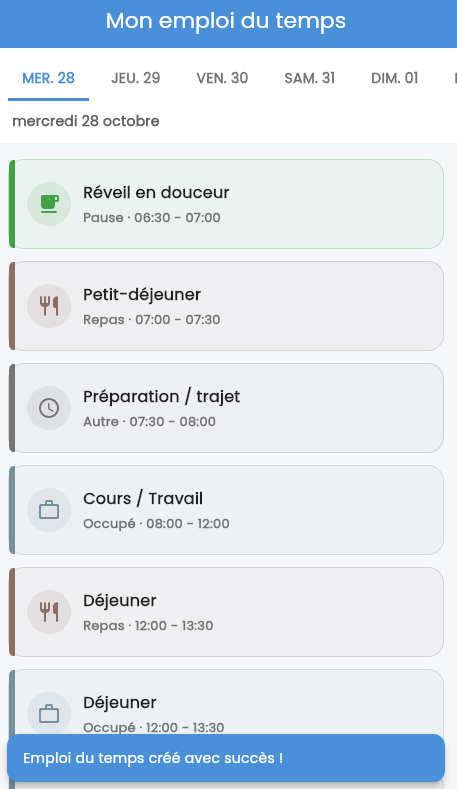 Mon emploi du temps
MER. 28 JEU. 29 VEN. 30 SAM. 31 DIM. 01
mercredi 28 octobre
Réveil en douceur
Pause · 06:30 - 07:00
Petit-déjeuner
Repas · 07:00 - 07:30
Préparation / trajet
Autre · 07:30 - 08:00
Cours / Travail
Occupé · 08:00 - 12:00
Déjeuner
Repas · 12:00 - 13:30
Déjeuner
Occupé · 12:00 - 13:30
Emploi du temps créé avec succès !